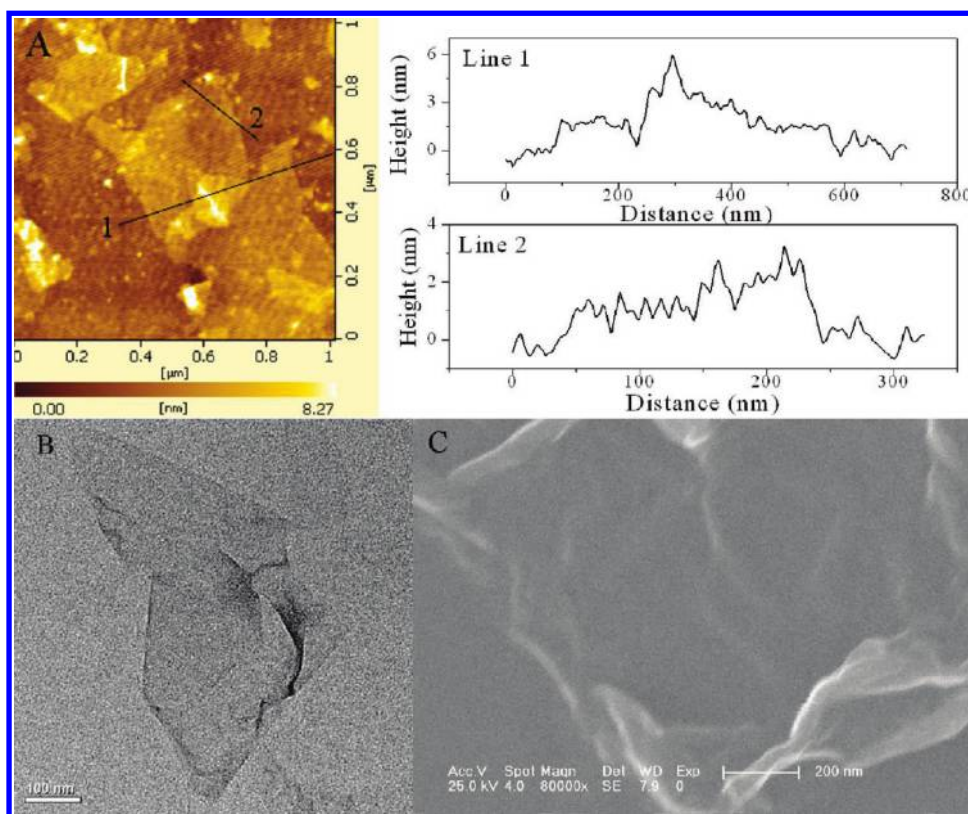 A
1
2
0 0.2 0.4 0.6 0.8 1
[μm]
0 0.2 0.4 0.6 0.8 1
[μm]
0.00 [nm] 8.27
Line 1
Height (nm)
6
3
0
0 200 400 600 800
Distance (nm)
Line 2
Height (nm)
4
2
0
0 100 200 300
Distance (nm)
B
100 nm
C
Acc.V Spot Magn Det WD Exp
25.0 kV 4.0 80000x SE 7.9 0
200 nm